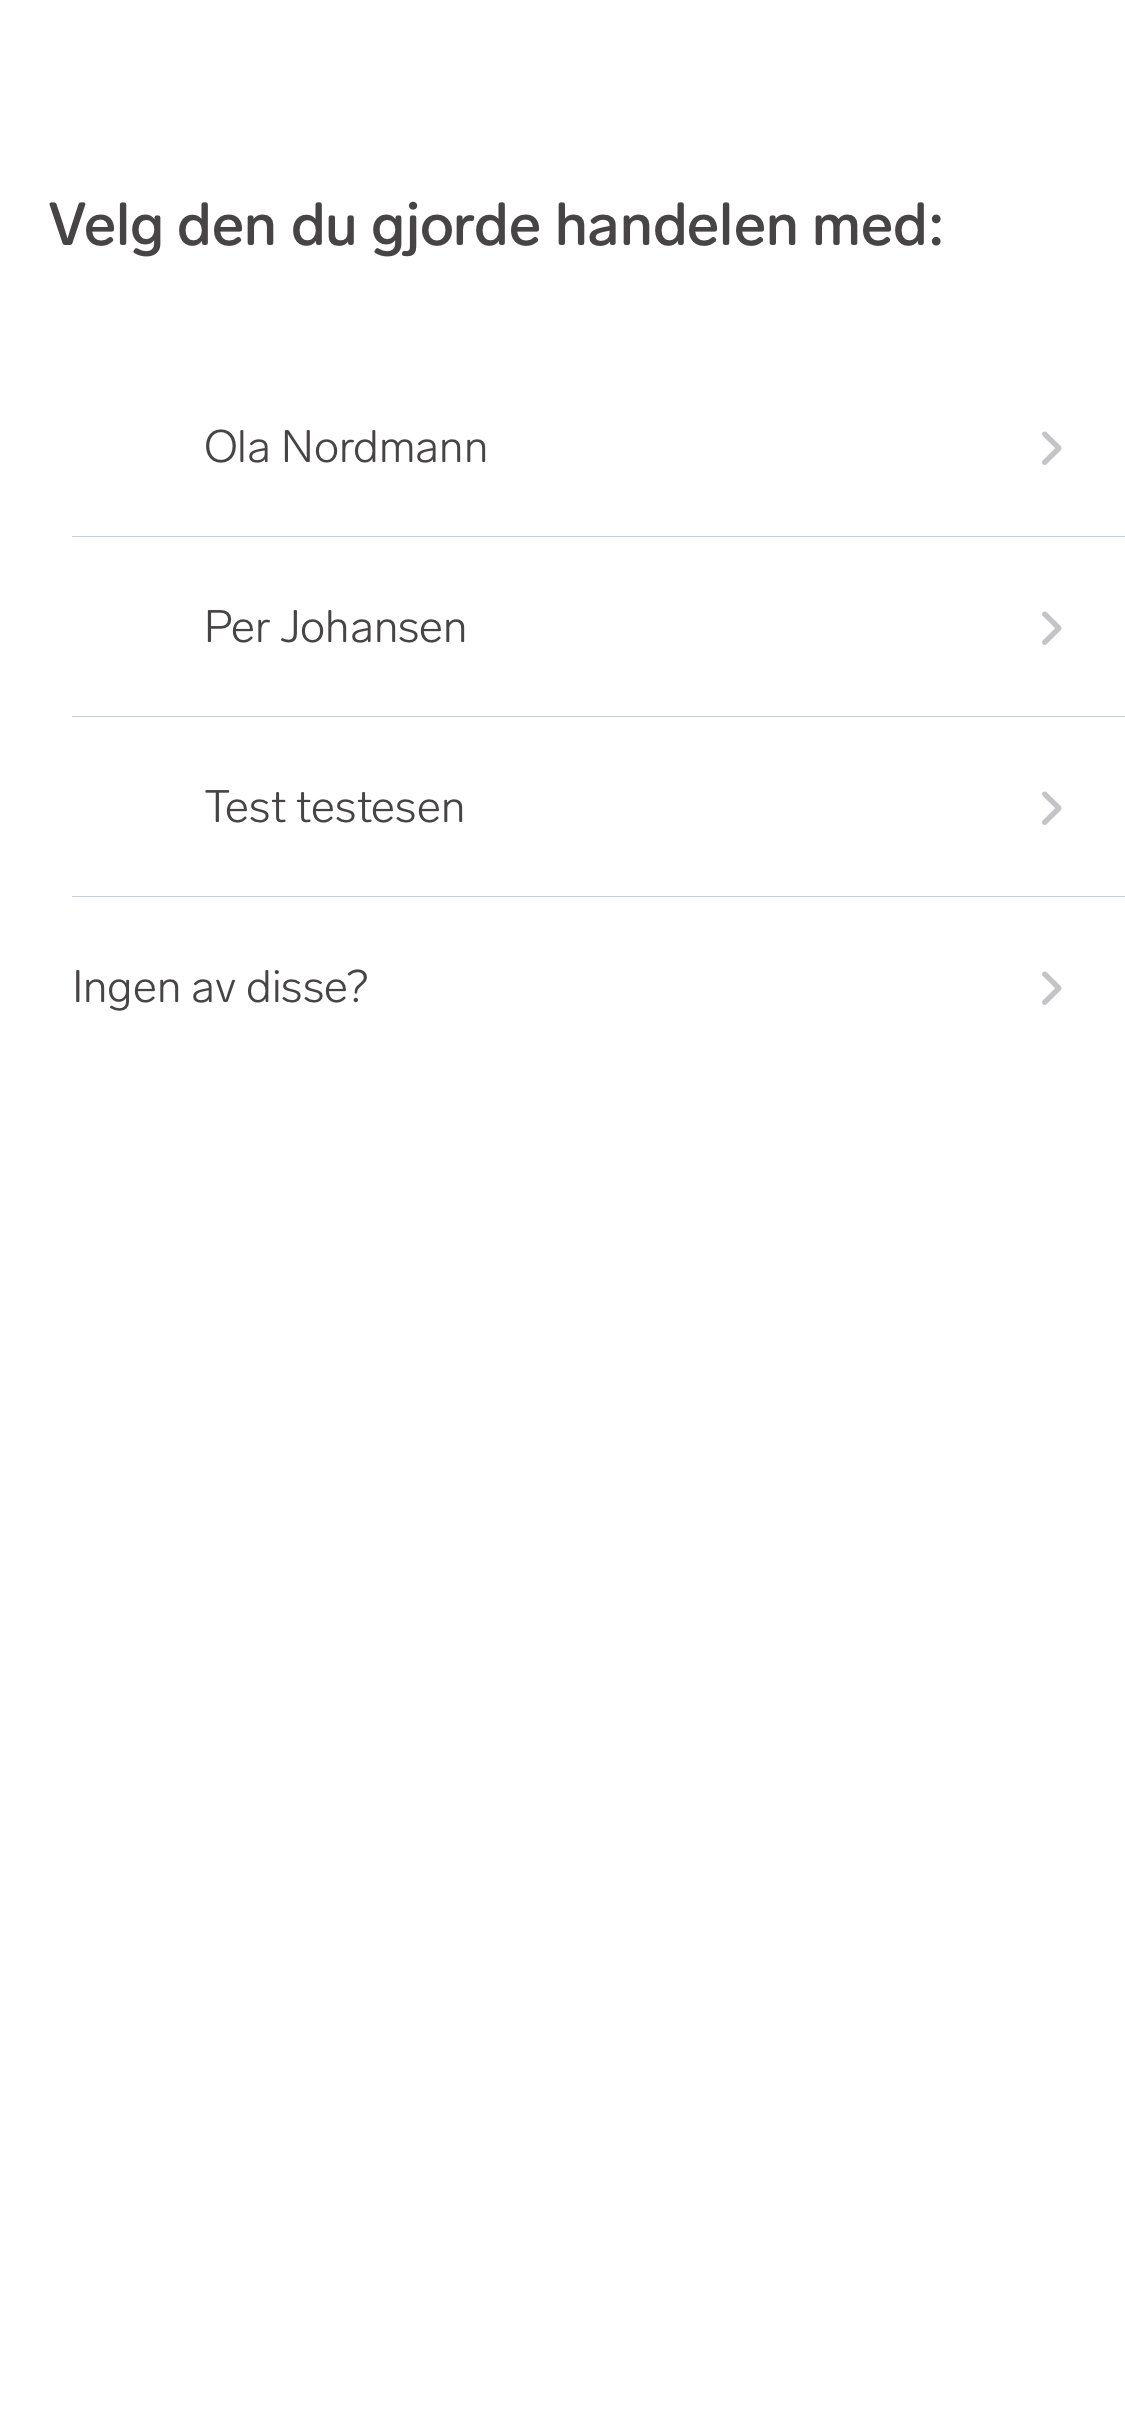 Velg den du gjorde handelen med:
Ola Nordmann
Per Johansen
Test testesen
Ingen av disse?